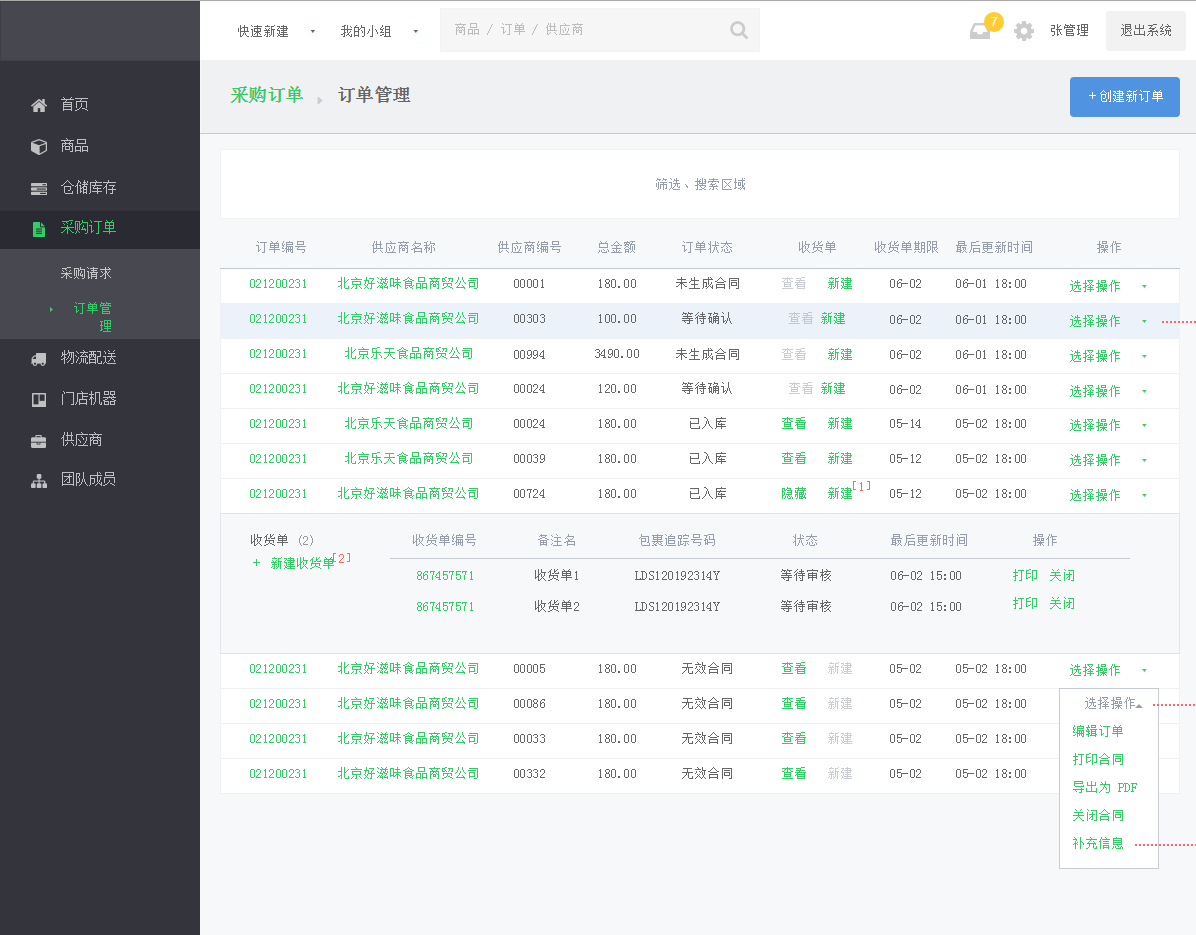 快速新建 我的小组 商品 / 订单 / 供应商 7 张管理 退出系统
首页
商品
仓储库存
采购订单
采购请求
订单管
理
物流配送
门店机器
供应商
团队成员
采购订单 订单管理 + 创建新订单
筛选、搜索区域
订单编号 供应商名称 供应商编号 总金额 订单状态 收货单 收货单期限 最后更新时间 操作
021200231 北京好滋味食品商贸公司 00001 180.00 未生成合同 查看 新建 06-02 06-01 18:00 选择操作
021200231 北京好滋味食品商贸公司 00303 100.00 等待确认 查看 新建 06-02 06-01 18:00 选择操作
021200231 北京乐天食品商贸公司 00994 3490.00 未生成合同 查看 新建 06-02 06-01 18:00 选择操作
021200231 北京好滋味食品商贸公司 00024 120.00 等待确认 查看 新建 06-02 06-01 18:00 选择操作
021200231 北京乐天食品商贸公司 00024 180.00 已入库 查看 新建 05-14 05-02 18:00 选择操作
021200231 北京乐天食品商贸公司 00039 180.00 已入库 查看 新建 05-12 05-02 18:00 选择操作
021200231 北京好滋味食品商贸公司 00724 180.00 已入库 隐藏 新建[1] 05-12 05-02 18:00 选择操作
收货单 (2) 收货单编号 备注名 包裹追踪号码 状态 最后更新时间 操作
+ 新建收货单[2]
867457571 收货单1 LDS120192314Y 等待审核 06-02 15:00 打印 关闭
867457571 收货单2 LDS120192314Y 等待审核 06-02 15:00 打印 关闭
021200231 北京好滋味食品商贸公司 00005 180.00 无效合同 查看 新建 05-02 05-02 18:00 选择操作
021200231 北京好滋味食品商贸公司 00086 180.00 无效合同 查看 新建 05-02 05-02 18:00 选择操作
021200231 北京好滋味食品商贸公司 00033 180.00 无效合同 查看 新建 05-02 05-02 18:00
021200231 北京好滋味食品商贸公司 00332 180.00 无效合同 查看 新建 05-02 05-02 18:00
编辑订单
打印合同
导出为 PDF
关闭合同
补充信息